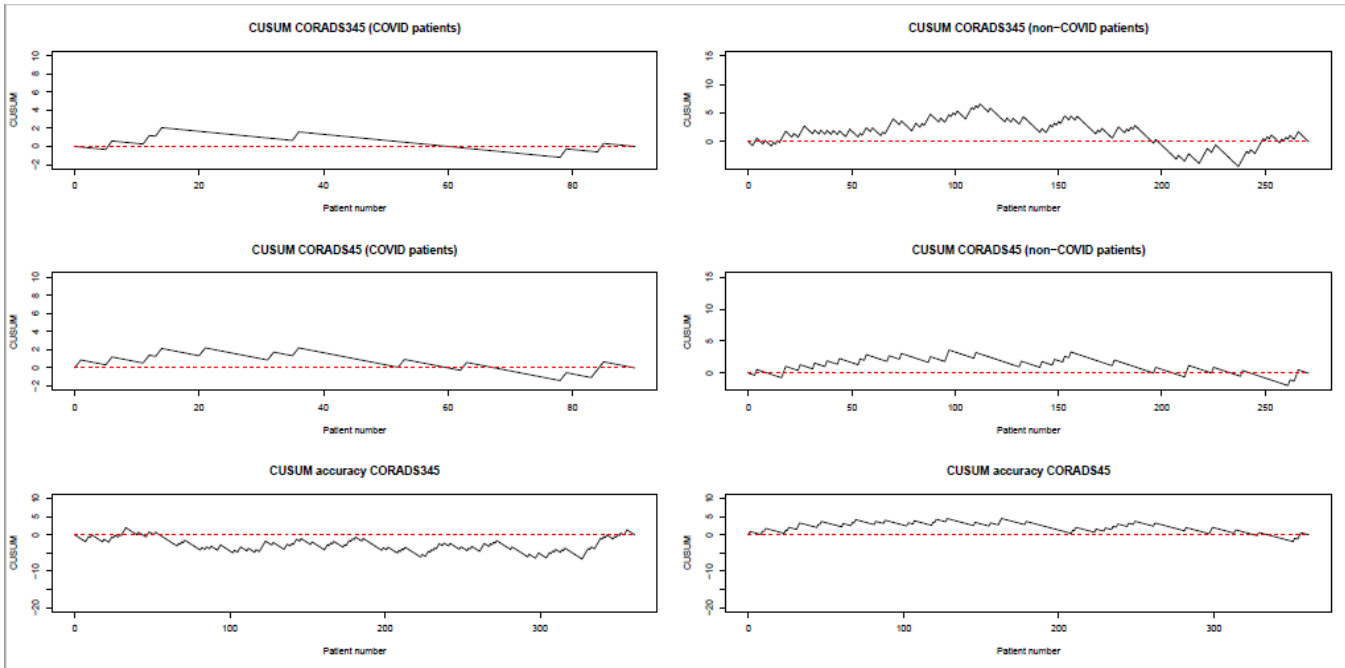 CUSUM CORADS345 (COVID patients)
CUSUM
10
8
6
4
2
0
−2
0 20 40 60 80
Patient number
CUSUM CORADS345 (non−COVID patients)
CUSUM
15
10
5
0
0 50 100 150 200 250
Patient number
CUSUM CORADS45 (COVID patients)
CUSUM
10
8
6
4
2
0
−2
0 20 40 60 80
Patient number
CUSUM CORADS45 (non−COVID patients)
CUSUM
15
10
5
0
0 50 100 150 200 250
Patient number
CUSUM accuracy CORADS345
CUSUM
10
5
0
−10
−20
0 100 200 300
Patient number
CUSUM accuracy CORADS45
CUSUM
10
5
0
−10
−20
0 100 200 300
Patient number